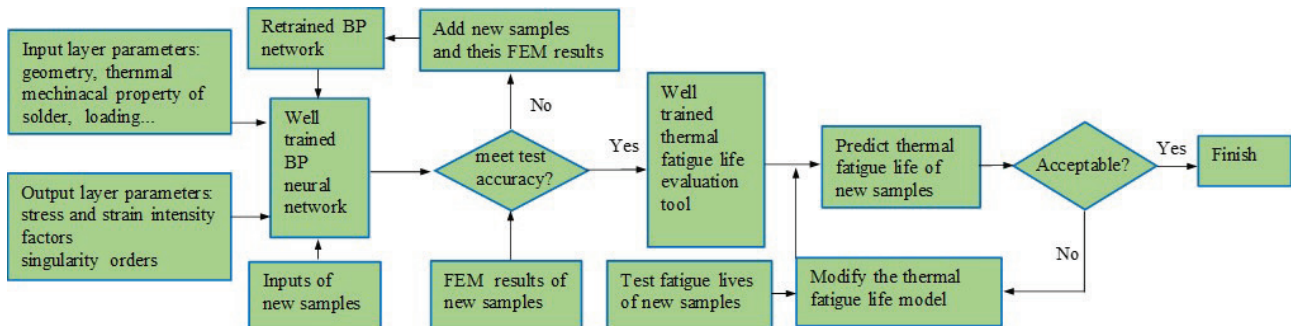 Input layer parameters:
geometry, thernmal
mechinacal property of
solder, loading...
Output layer parameters:
stress and strain intensity
factors
singularity orders
Retrained BP
network
Add new samples
and theis FEM results
Well
trained
BP
neural
network
Inputs of
new samples
No
meet test
accuracy?
Yes
FEM results of
new samples
Well
trained
thermal
fatigue life
evaluation
tool
Test fatigue lives
of new samples
Predict thermal
fatigue life of
new samples
Modify the thermal
fatigue life model
Acceptable?
No
Yes
Finish